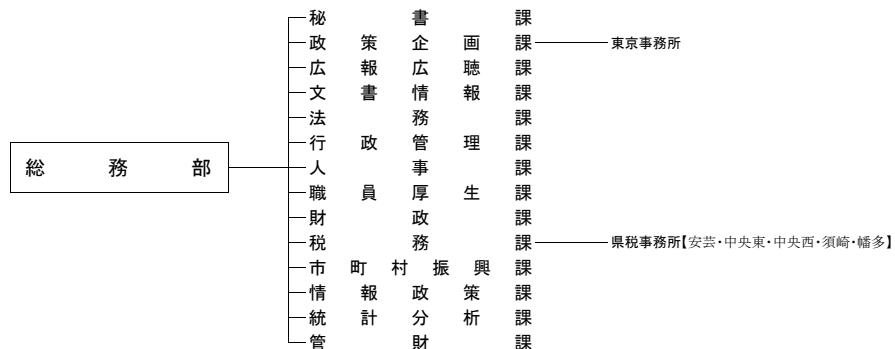 秘書課
政策企画課 東京事務所
広報広聴課
文書情報課
法務課
行政管理課
総務部 人事課
職員厚生課
財政課
税務課 県税事務所【安芸・中央東・中央西・須崎・幡多】
市町村振興課
情報政策課
統計分析課
管財課